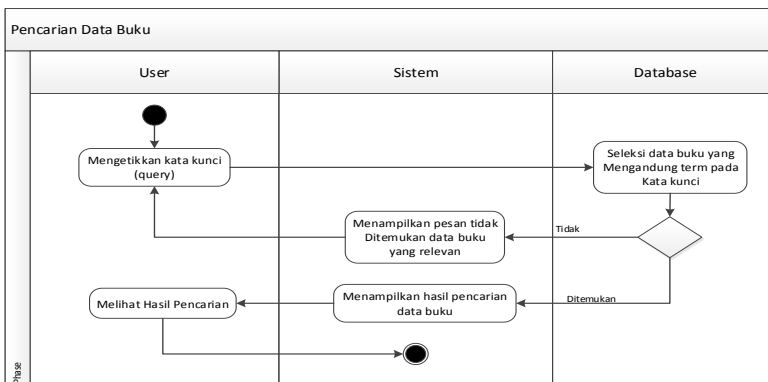 Pencarian Data Buku
User
Sistem
Database
Mengetikkan kata kunci
(query)
Seleksi data buku yang
Mengandung term pada
Kata kunci
Menampilkan pesan tidak
Ditemukan data buku
yang relevan
Tidak
Melihat Hasil Pencarian
Menampilkan hasil pencarian
data buku
Ditemukan
Phase